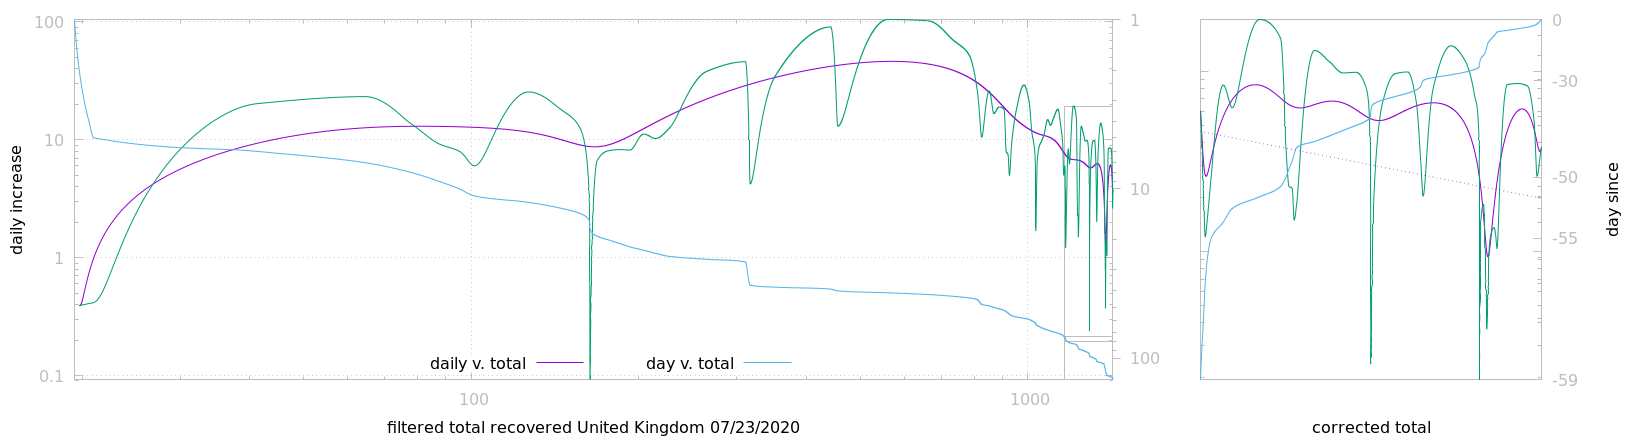 daily increase
100
10
1
0.1
daily v. total
day v. total
100
1000
filtered total recovered United Kingdom 07/23/2020
1
10
100
0
-30
-50
-55
-59
day since
corrected total